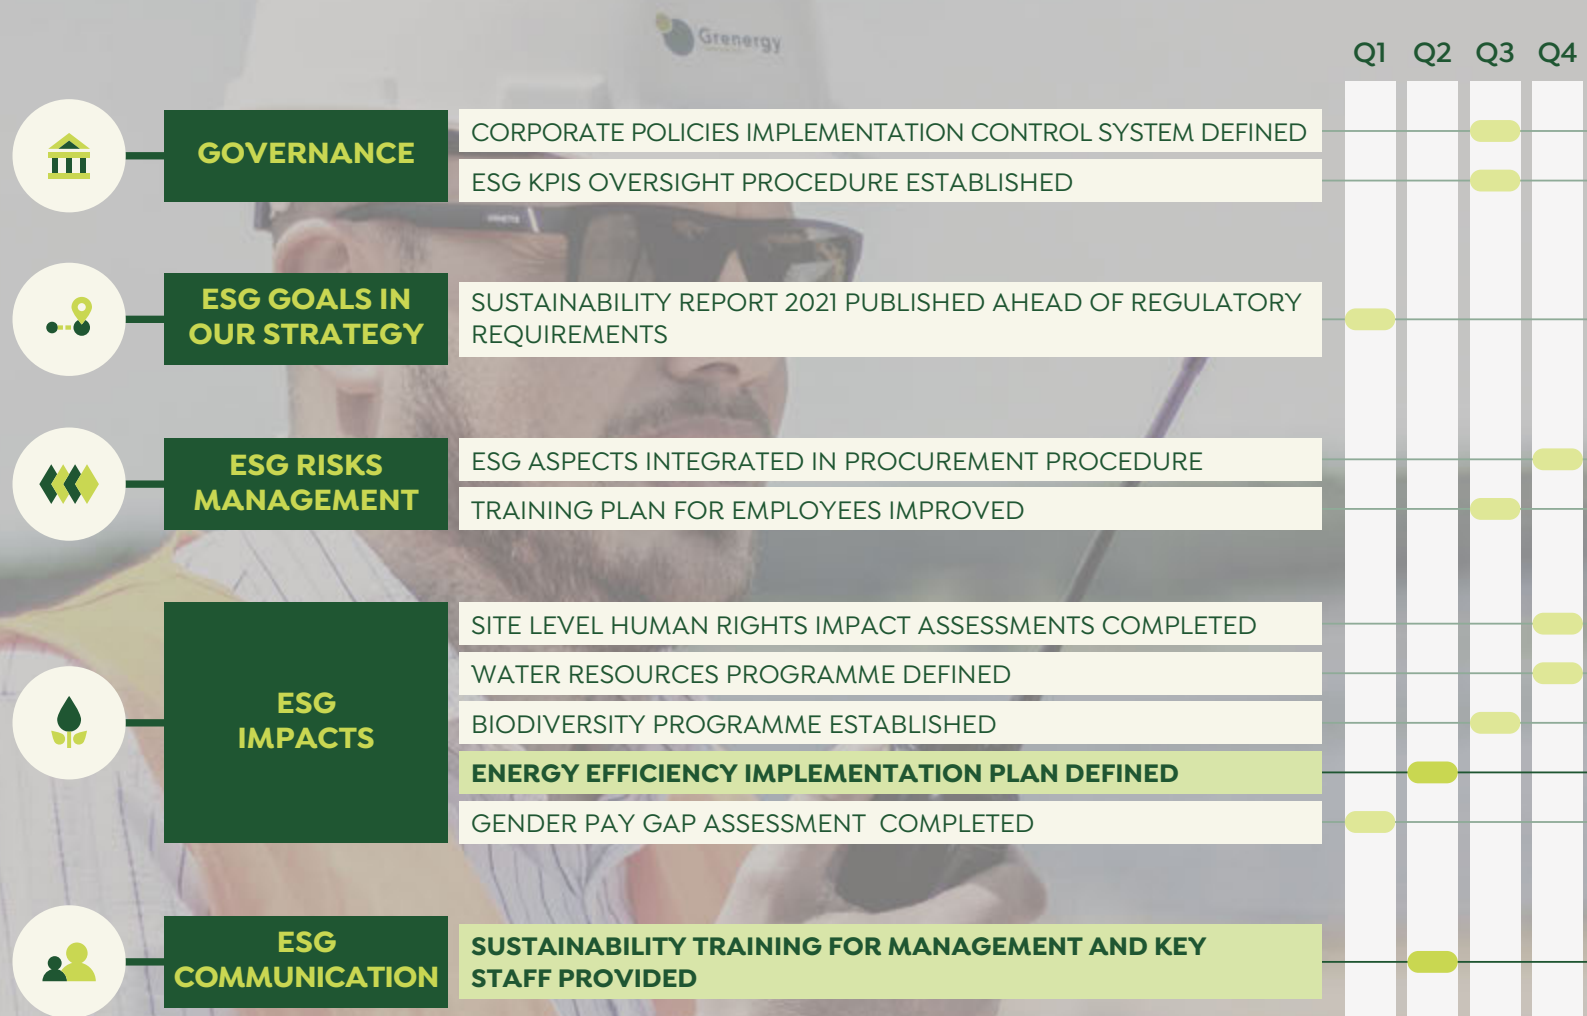 Grenergy
Q1 Q2 Q3 Q4
GOVERNANCE
CORPORATE POLICIES IMPLEMENTATION CONTROL SYSTEM DEFINED
ESG KPIS OVERSIGHT PROCEDURE ESTABLISHED
ESG GOALS IN
OUR STRATEGY
SUSTAINABILITY REPORT 2021 PUBLISHED AHEAD OF REGULATORY
REQUIREMENTS
ESG RISKS
MANAGEMENT
ESG ASPECTS INTEGRATED IN PROCUREMENT PROCEDURE
TRAINING PLAN FOR EMPLOYEES IMPROVED
ESG
IMPACTS
SITE LEVEL HUMAN RIGHTS IMPACT ASSESSMENTS COMPLETED
WATER RESOURCES PROGRAMME DEFINED
BIODIVERSITY PROGRAMME ESTABLISHED
ENERGY EFFICIENCY IMPLEMENTATION PLAN DEFINED
GENDER PAY GAP ASSESSMENT COMPLETED
ESG
COMMUNICATION
SUSTAINABILITY TRAINING FOR MANAGEMENT AND KEY
STAFF PROVIDED